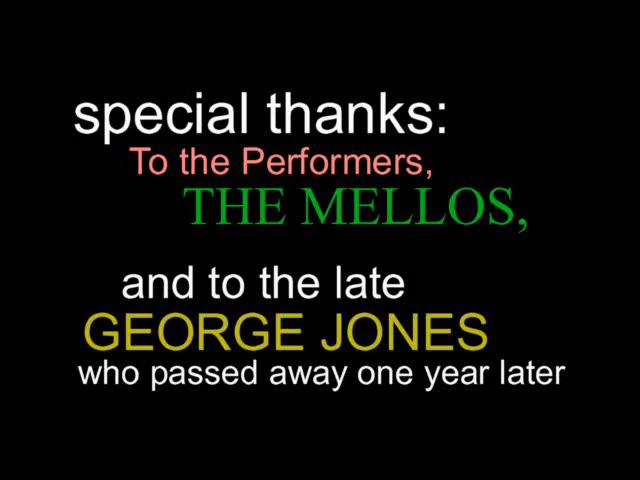 special thanks:
To the Performers,
THE MELLOS,
and to the late
GEORGE JONES
who passed away one year later